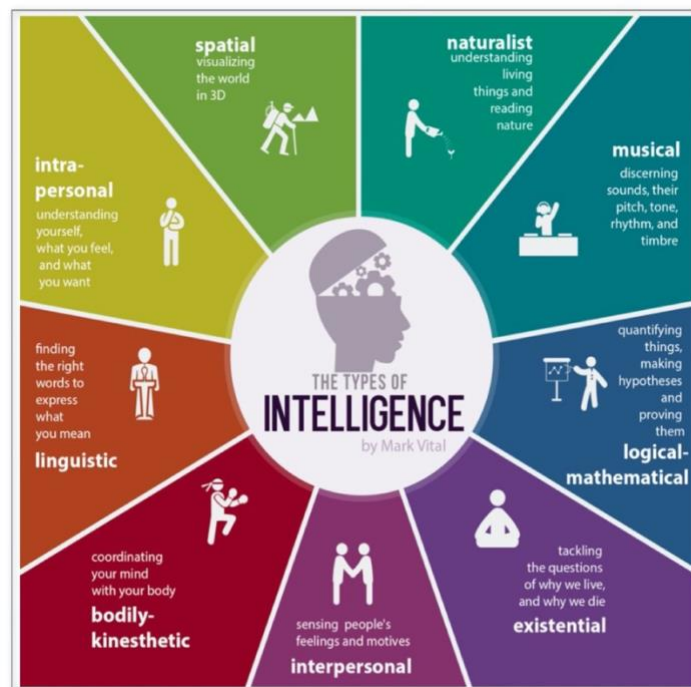 spatial
visualizing
the world
in 3D
naturalist
understanding
living
things and
reading
nature
musical
discerning
sounds, their
pitch, tone,
rhythm, and
timbre
quantifying
things,
making
hypotheses
and
proving
them
logical-
mathematical
tackling
the questions
of why we live,
and why we die
existential
sensing people's
feelings and motives
interpersonal
coordinating
your mind
with your body
bodily-
kinesthetic
finding
the right
words to
express
what
you mean
linguistic
intra-
personal
understanding
yourself,
what you feel,
and what
you want
THE TYPES OF
INTELLIGENCE
by Mark Vital